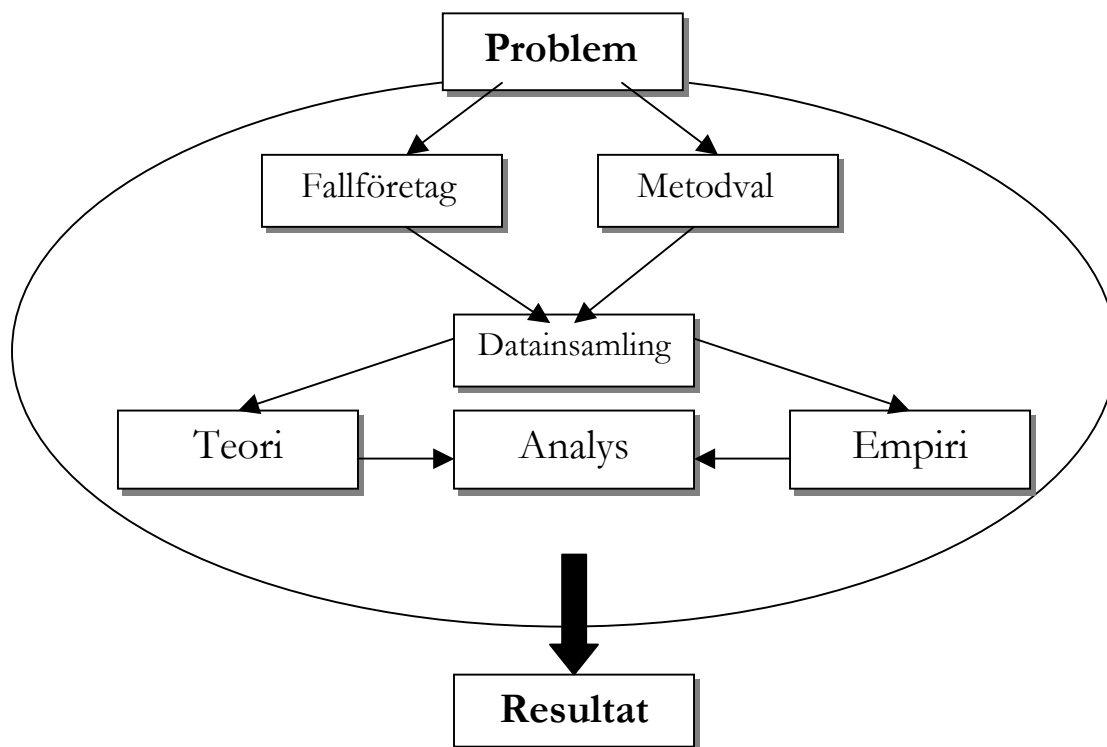 Problem
Fallföretag
Metodval
Datainsamling
Teori
Analys
Empiri
Resultat